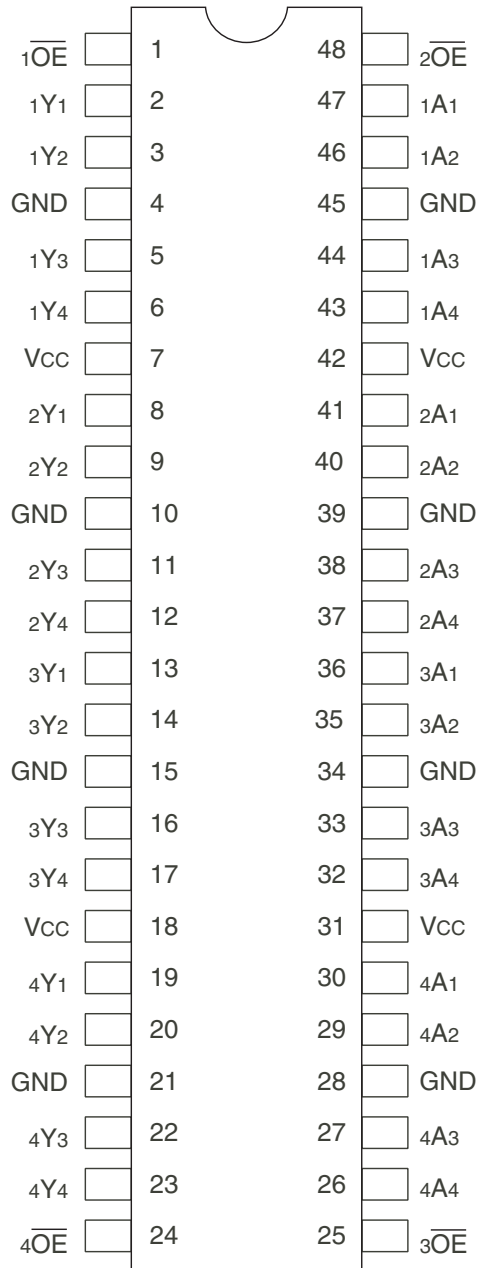 1OE 1 48 2OE
1Y1 2 47 1A1
1Y2 3 46 1A2
GND 4 45 GND
1Y3 5 44 1A3
1Y4 6 43 1A4
VCC 7 42 VCC
2Y1 8 41 2A1
2Y2 9 40 2A2
GND 10 39 GND
2Y3 11 38 2A3
2Y4 12 37 2A4
3Y1 13 36 3A1
3Y2 14 35 3A2
GND 15 34 GND
3Y3 16 33 3A3
3Y4 17 32 3A4
VCC 18 31 VCC
4Y1 19 30 4A1
4Y2 20 29 4A2
GND 21 28 GND
4Y3 22 27 4A3
4Y4 23 26 4A4
4OE 24 25 3OE